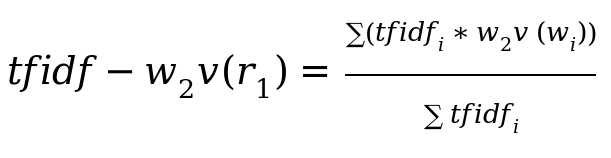 tfidf − w₂v(r₁) = ∑(tfidfᵢ * w₂v (wᵢ))
∑ tfidfᵢ